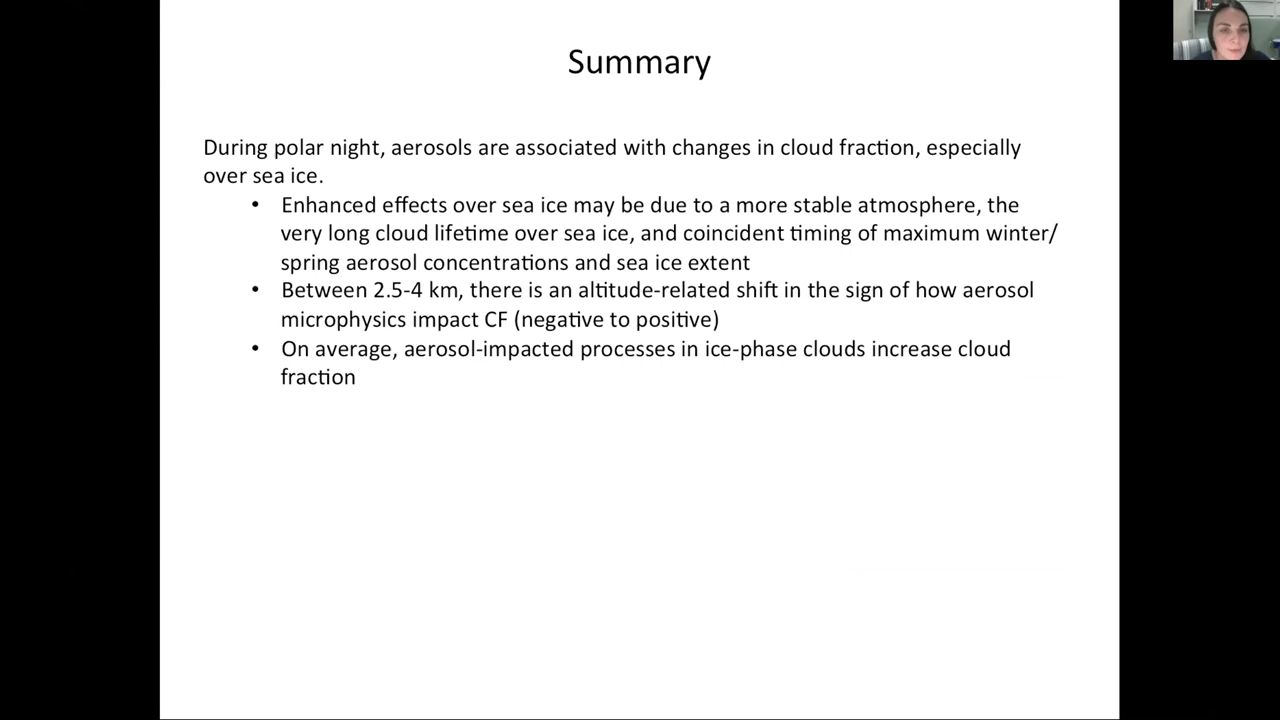 Summary
During polar night, aerosols are associated with changes in cloud fraction, especially
over sea ice.
• Enhanced effects over sea ice may be due to a more stable atmosphere, the
very long cloud lifetime over sea ice, and coincident timing of maximum winter/
spring aerosol concentrations and sea ice extent
• Between 2.5-4 km, there is an altitude-related shift in the sign of how aerosol
microphysics impact CF (negative to positive)
• On average, aerosol-impacted processes in ice-phase clouds increase cloud
fraction